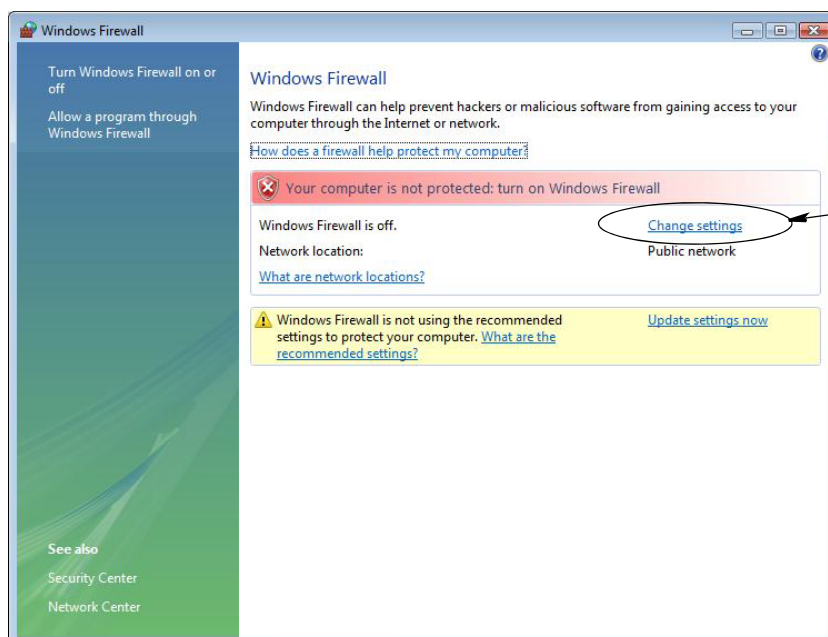 Windows Firewall
Turn Windows Firewall on or
off
Allow a program through
Windows Firewall
Windows Firewall
Windows Firewall can help prevent hackers or malicious software from gaining access to your
computer through the Internet or network.
How does a firewall help protect my computer?
Your computer is not protected: turn on Windows Firewall
Windows Firewall is off.
Change settings
Network location:
Public network
What are network locations?
Windows Firewall is not using the recommended
settings to protect your computer. What are the
recommended settings?
Update settings now
See also
Security Center
Network Center